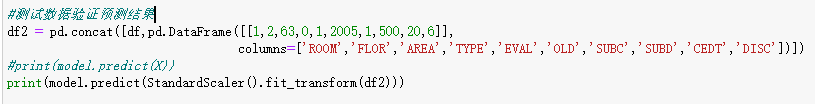 #测试数据验证预测结果
df2 = pd.concat([df,pd.DataFrame([[1,2,63,0,1,2005,1,500,20,6]],
columns=['ROOM','FLOR','AREA','TYPE','EVAL','OLD','SUBC','SUBD','CEDT','DISC'])])
#print(model.predict(X))
print(model.predict(StandardScaler().fit_transform(df2)))